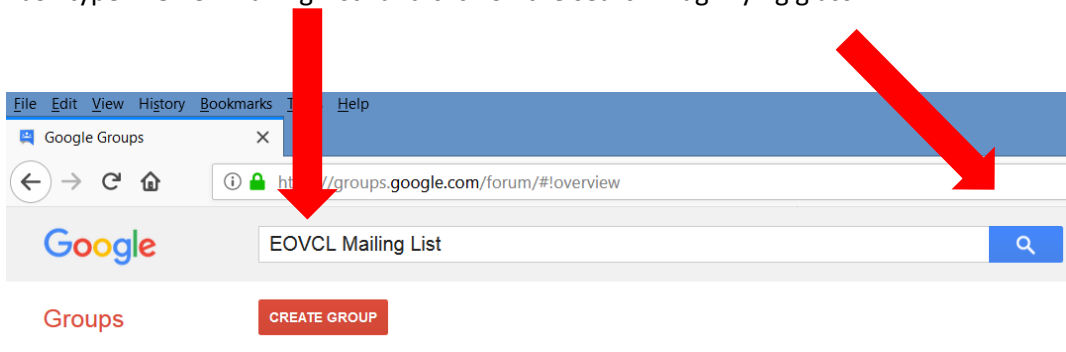 File Edit View History Bookmarks Help
Google Groups
groups.google.com/forum/#!overview
Google EOVCL Mailing List
Groups CREATE GROUP